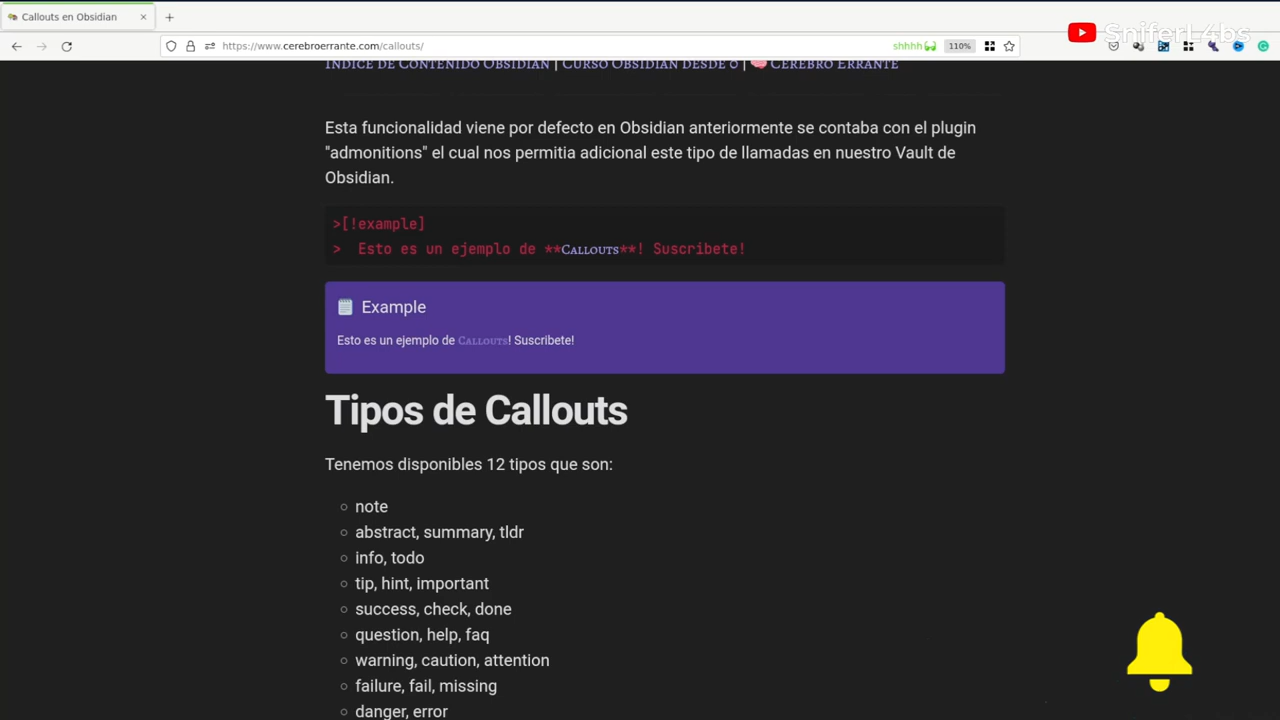 Callouts en Obsidian
https://www.cerebroerrante.com/callouts/
shhhh
110%
SniferL4bs
Índice de Contenido Obsidian | Curso Obsidian desde 0 | 🧠 Cerebro Errante
Esta funcionalidad viene por defecto en Obsidian anteriormente se contaba con el plugin
"admonitions" el cual nos permitia adicional este tipo de llamadas en nuestro Vault de
Obsidian.
>[!example]
> Esto es un ejemplo de **Callouts**! Suscribete!
Example
Esto es un ejemplo de Callouts! Suscribete!
Tipos de Callouts
Tenemos disponibles 12 tipos que son:
note
abstract, summary, tldr
info, todo
tip, hint, important
success, check, done
question, help, faq
warning, caution, attention
failure, fail, missing
danger, error